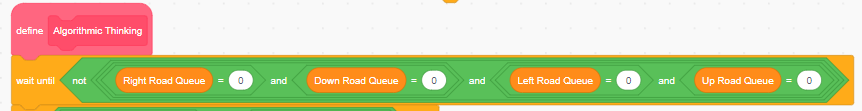 define Algorithmic Thinking
wait until not Right Road Queue = 0 and Down Road Queue = 0 and Left Road Queue = 0 and Up Road Queue = 0